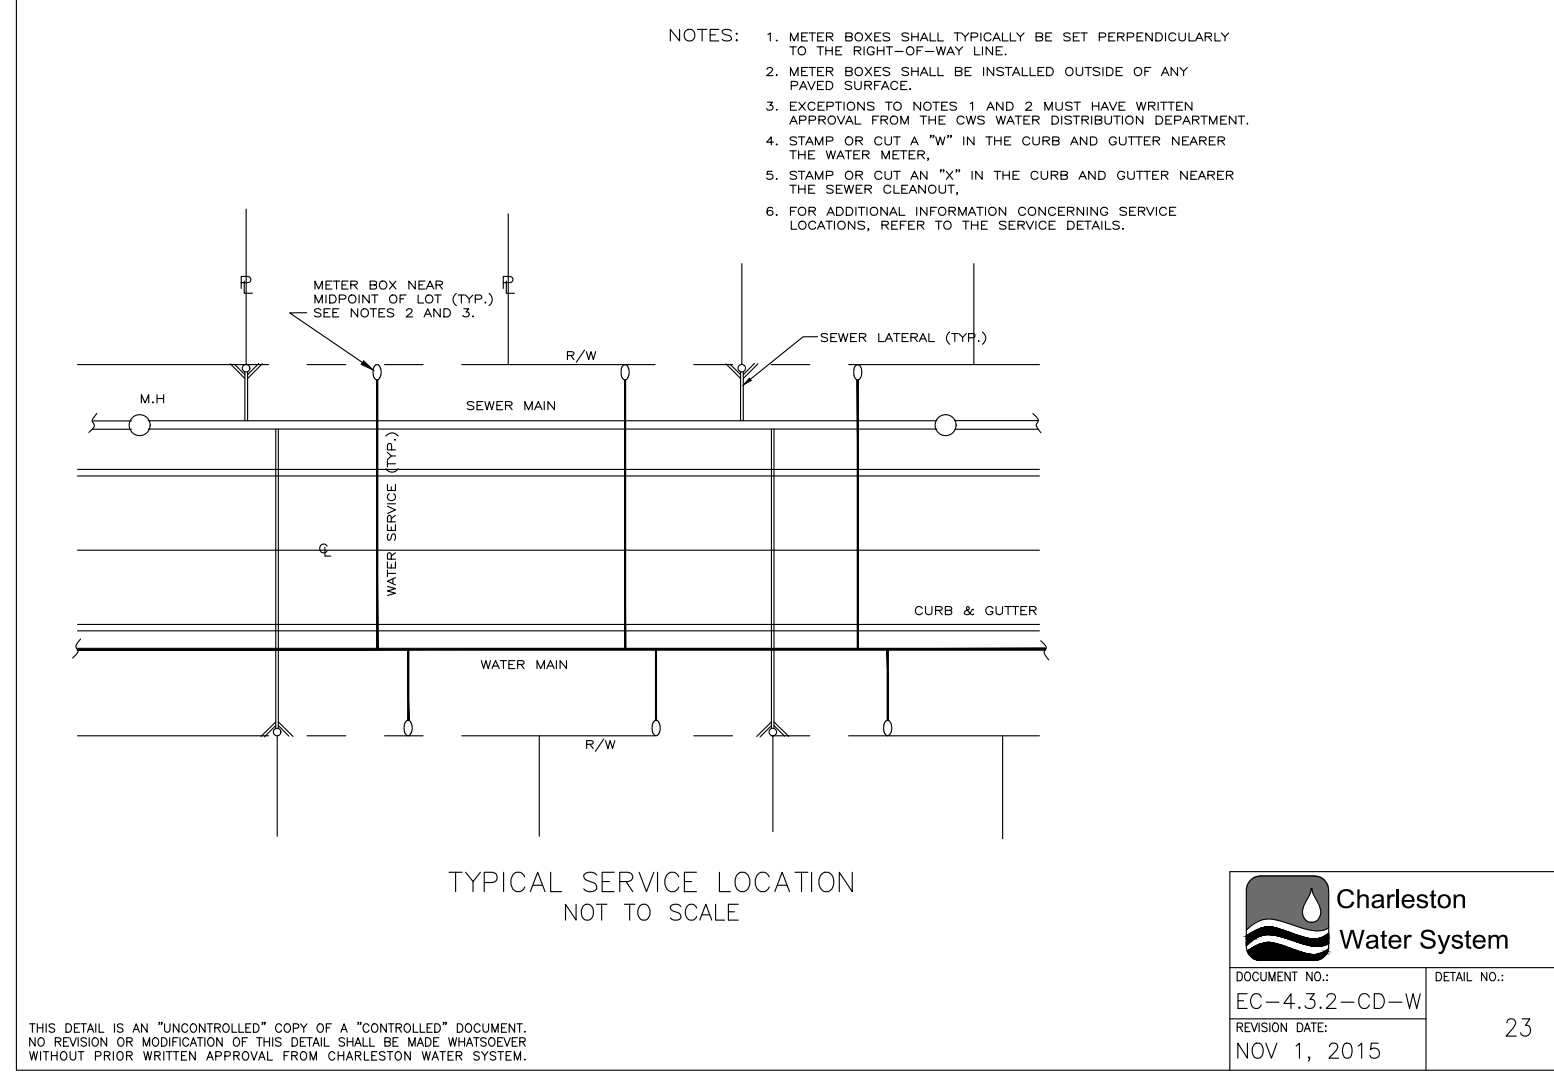 NOTES:
1. METER BOXES SHALL TYPICALLY BE SET PERPENDICULARLY
TO THE RIGHT-OF-WAY LINE.
2. METER BOXES SHALL BE INSTALLED OUTSIDE OF ANY
PAVED SURFACE.
3. EXCEPTIONS TO NOTES 1 AND 2 MUST HAVE WRITTEN
APPROVAL FROM THE CWS WATER DISTRIBUTION DEPARTMENT.
4. STAMP OR CUT A "W" IN THE CURB AND GUTTER NEARER
THE WATER METER,
5. STAMP OR CUT AN "X" IN THE CURB AND GUTTER NEARER
THE SEWER CLEANOUT,
6. FOR ADDITIONAL INFORMATION CONCERNING SERVICE
LOCATIONS, REFER TO THE SERVICE DETAILS.
PL
METER BOX NEAR
MIDPOINT OF LOT (TYP.)
SEE NOTES 2 AND 3.
PL
SEWER LATERAL (TYP.)
R/W
M.H
SEWER MAIN
WATER SERVICE (TYP.)
CL
CURB & GUTTER
WATER MAIN
R/W
TYPICAL SERVICE LOCATION
NOT TO SCALE
Charleston
Water System
DOCUMENT NO.:
EC-4.3.2-CD-W
REVISION DATE:
NOV 1, 2015
DETAIL NO.:
23
THIS DETAIL IS AN "UNCONTROLLED" COPY OF A "CONTROLLED" DOCUMENT.
NO REVISION OR MODIFICATION OF THIS DETAIL SHALL BE MADE WHATSOEVER
WITHOUT PRIOR WRITTEN APPROVAL FROM CHARLESTON WATER SYSTEM.